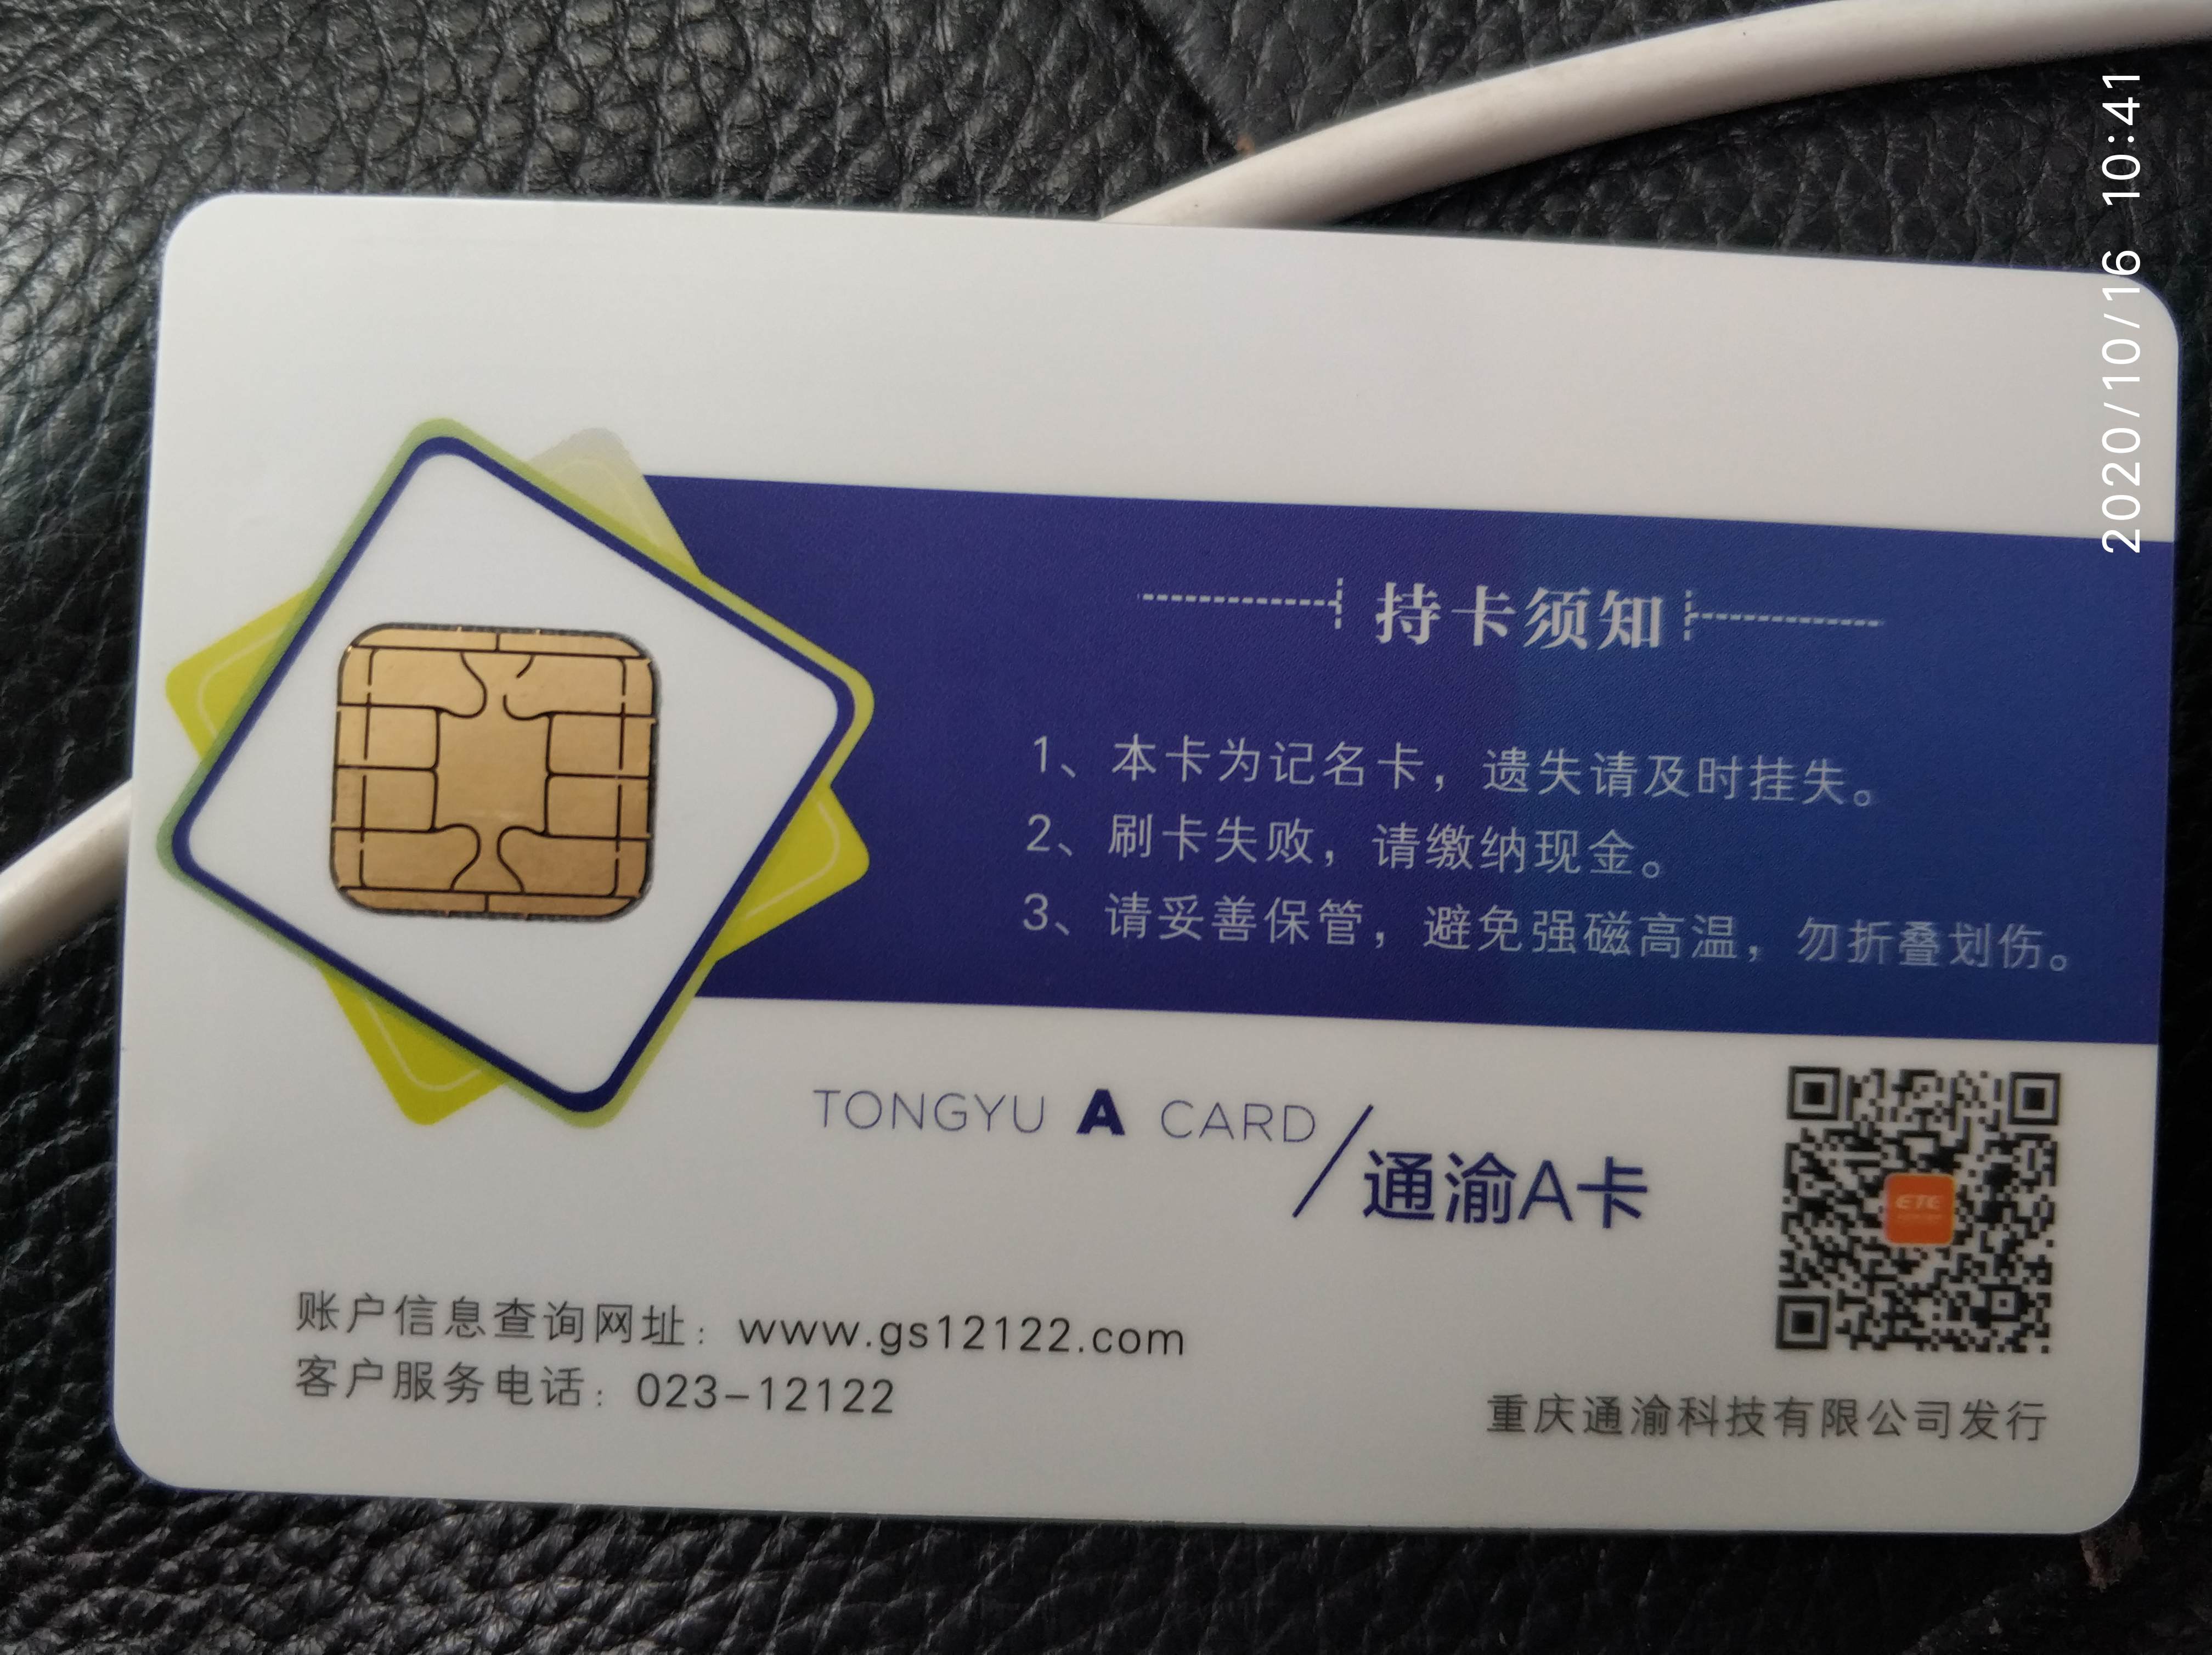 持卡须知
1、本卡为记名卡，遗失请及时挂失。
2、刷卡失败，请缴纳现金。
3、请妥善保管，避免强磁高温，勿折叠划伤。
TONGYU A CARD
通渝A卡
ETC
账户信息查询网址：www.gs12122.com
客户服务电话：023-12122
重庆通渝科技有限公司发行
2020/10/16 10:41